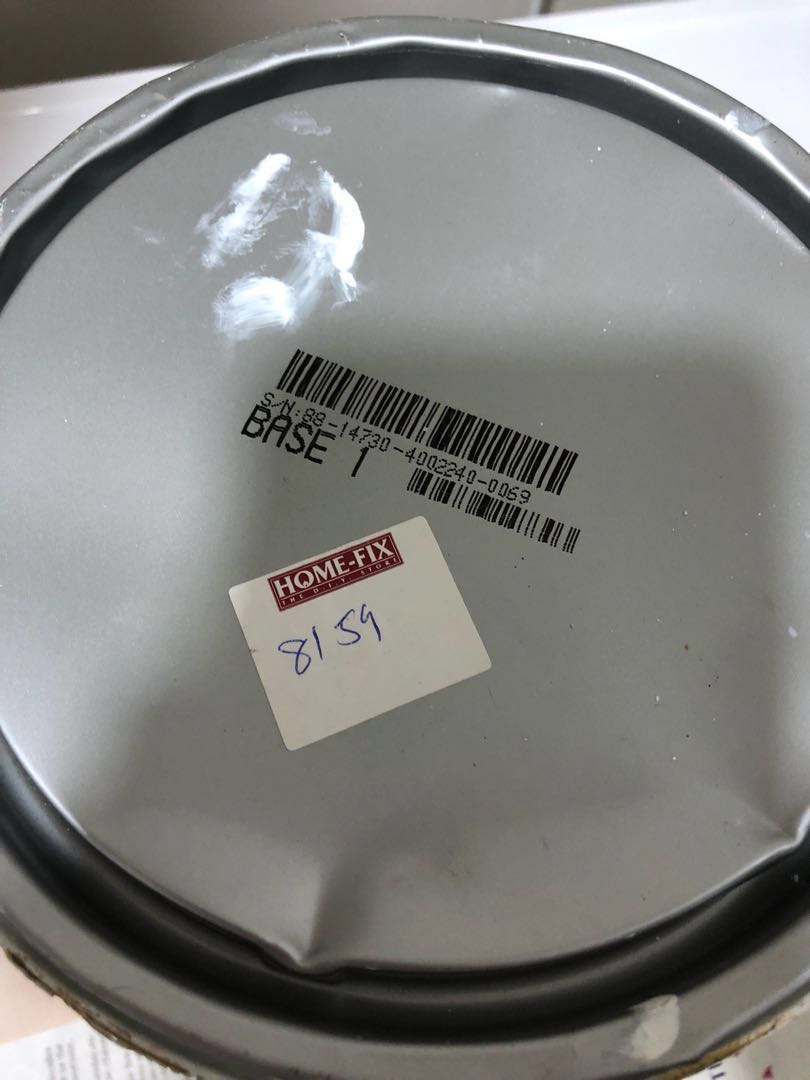 S/N:88-14730-4002240-0069
BASE 1
HOME-FIX
THE D.I.Y. STORE
8159